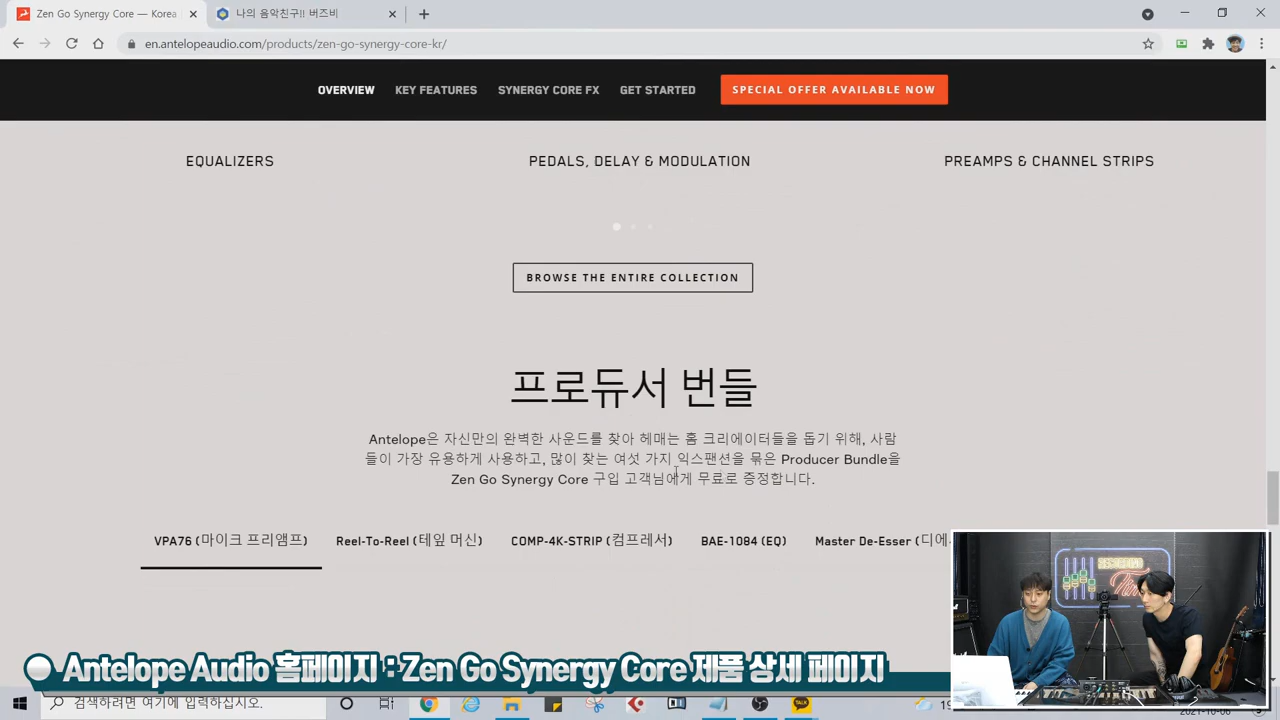 Zen Go Synergy Core — Korea
나의 음악친구!! 버즈비
en.antelopeaudio.com/products/zen-go-synergy-core-kr/
OVERVIEW KEY FEATURES SYNERGY CORE FX GET STARTED SPECIAL OFFER AVAILABLE NOW
EQUALIZERS PEDALS, DELAY & MODULATION PREAMPS & CHANNEL STRIPS
BROWSE THE ENTIRE COLLECTION
프로듀서 번들
Antelope은 자신만의 완벽한 사운드를 찾아 헤매는 홈 크리에이터들을 돕기 위해, 사람
들이 가장 유용하게 사용하고, 많이 찾는 여섯 가지 익스팬션을 묶은 Producer Bundle을
Zen Go Synergy Core 구입 고객님에게 무료로 증정합니다.
VPA76 (마이크 프리앰프) Reel-To-Reel (테잎 머신) COMP-4K-STRIP (컴프레서) BAE-1084 (EQ) Master De-Esser (디에
Time
Antelope Audio 홈페이지 : Zen Go Synergy Core 제품 상세 페이지
검색하려면 여기에 입력하십시오
2021-10-08